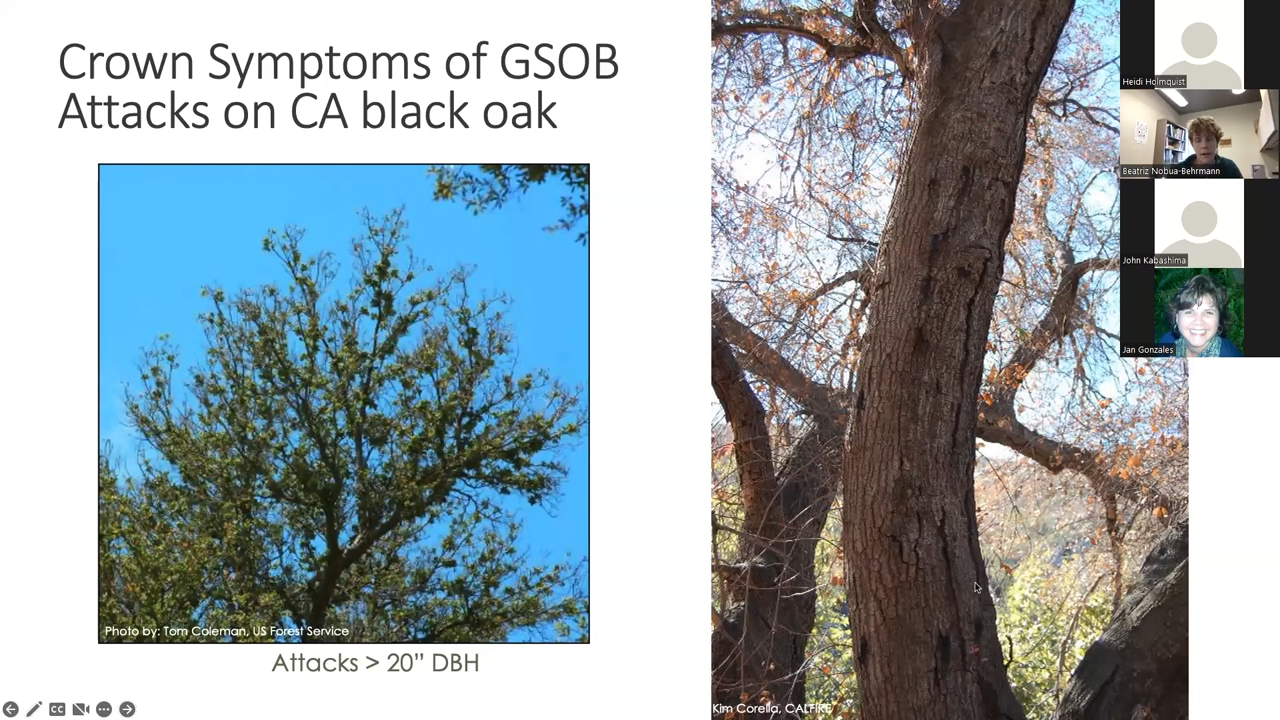 Crown Symptoms of GSOB
Attacks on CA black oak
Photo by: Tom Coleman, US Forest Service
Attacks > 20” DBH
Kim Corella, CALFIRE
Heidi Holmquist
Beatriz Nobua-Behrmann
John Kabashima
Jan Gonzales
CC